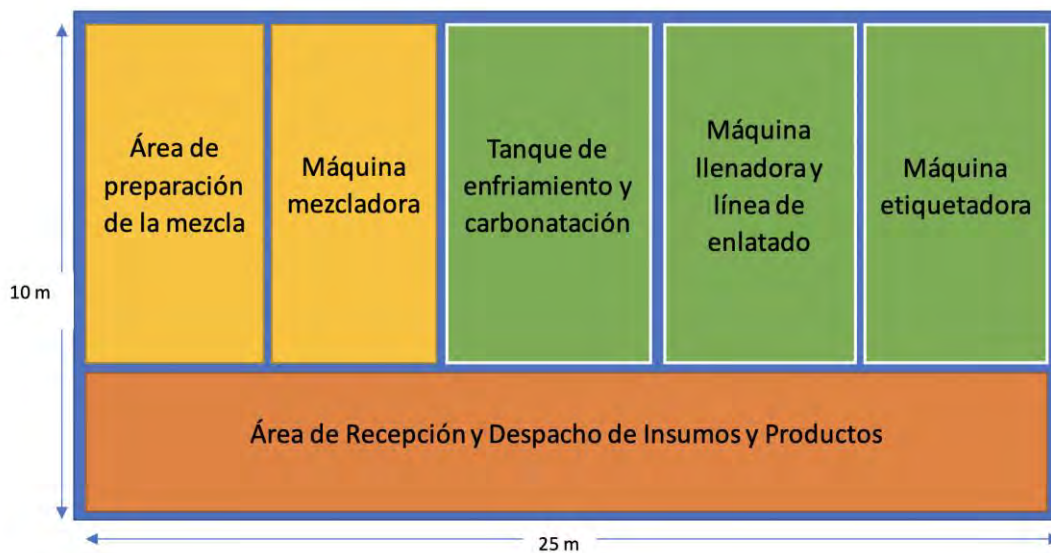 Área de
preparación
de la mezcla
Máquina
mezcladora
Tanque de
enfriamiento y
carbonatación
Máquina
llenadora y
línea de
enlatado
Máquina
etiquetadora
10 m
Área de Recepción y Despacho de Insumos y Productos
25 m